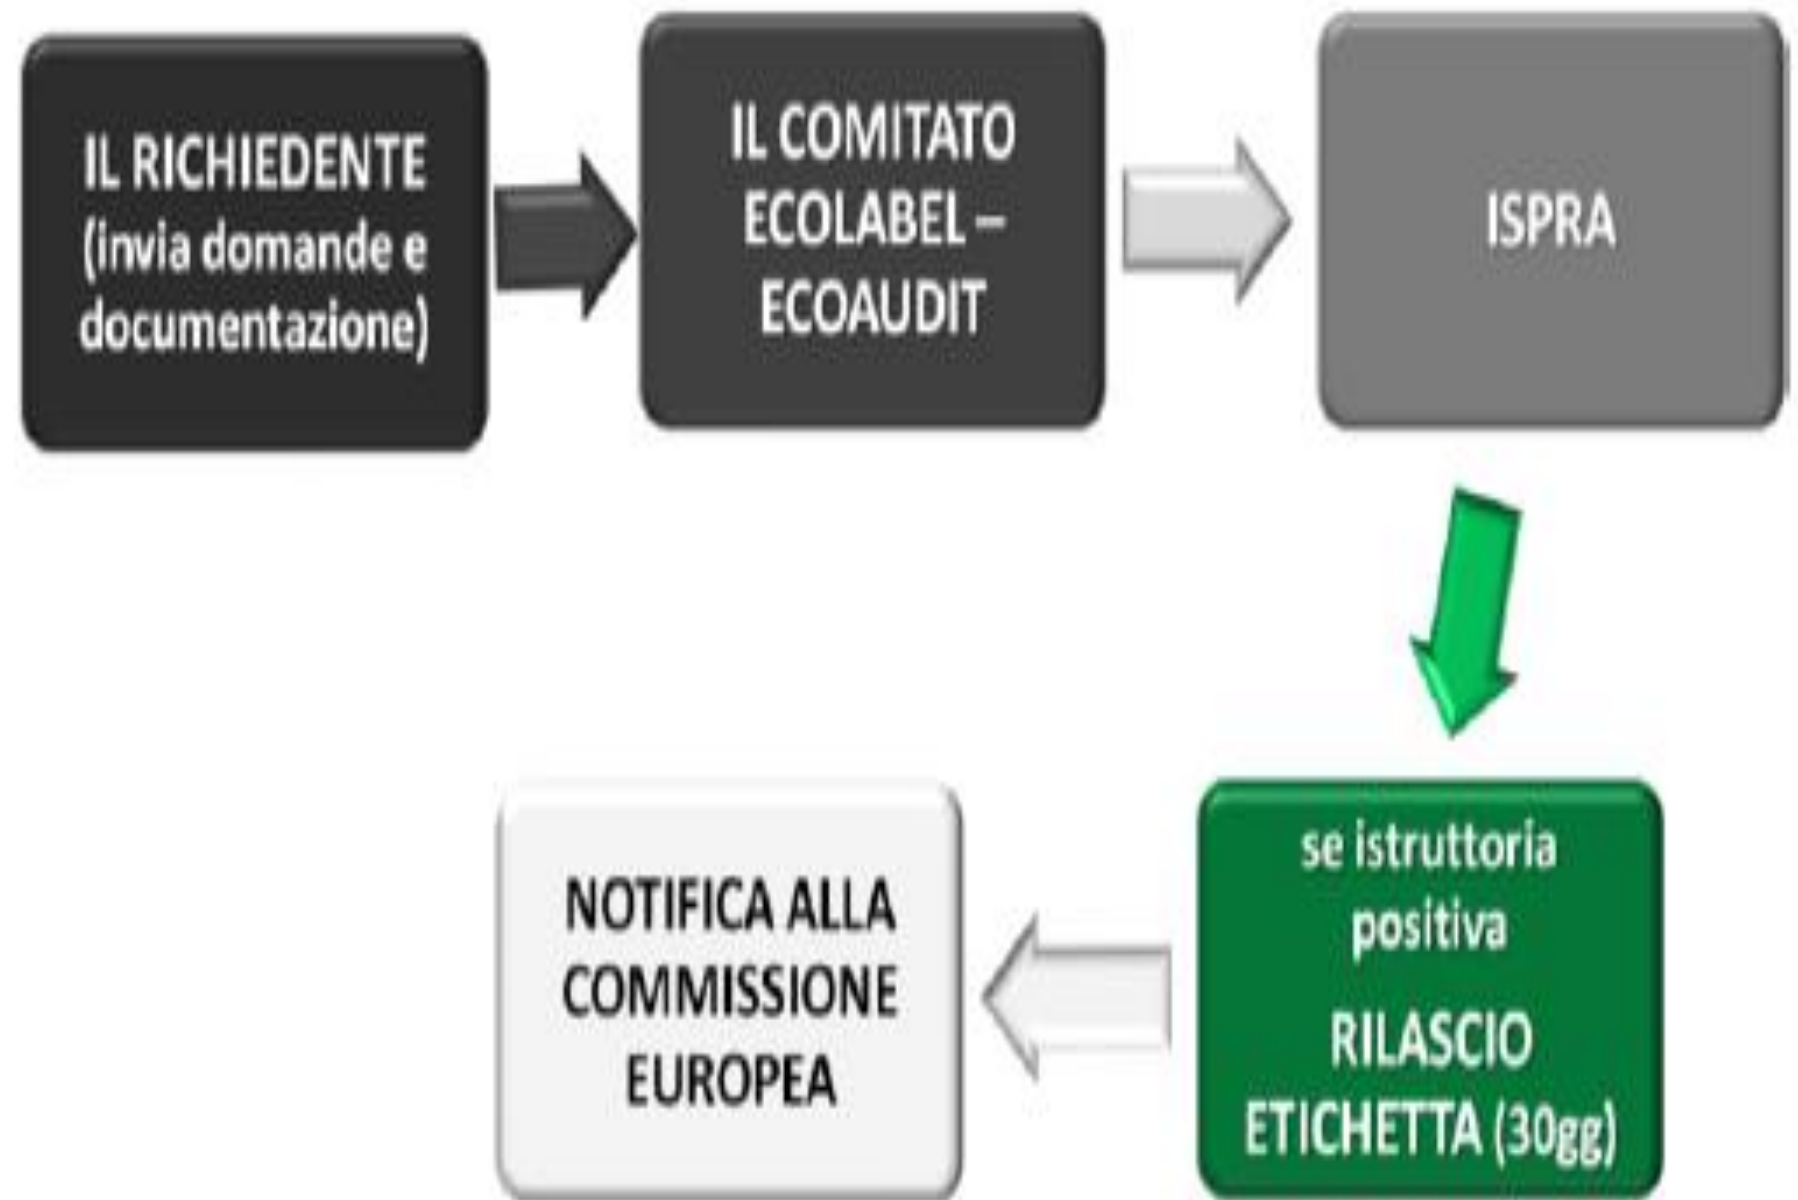 IL RICHIEDENTE
(invia domande e
documentazione)
IL COMITATO
ECOLABEL –
ECOAUDIT
ISPRA
se istruttoria
positiva
RILASCIO
ETICHETTA (30gg)
NOTIFICA ALLA
COMMISSIONE
EUROPEA